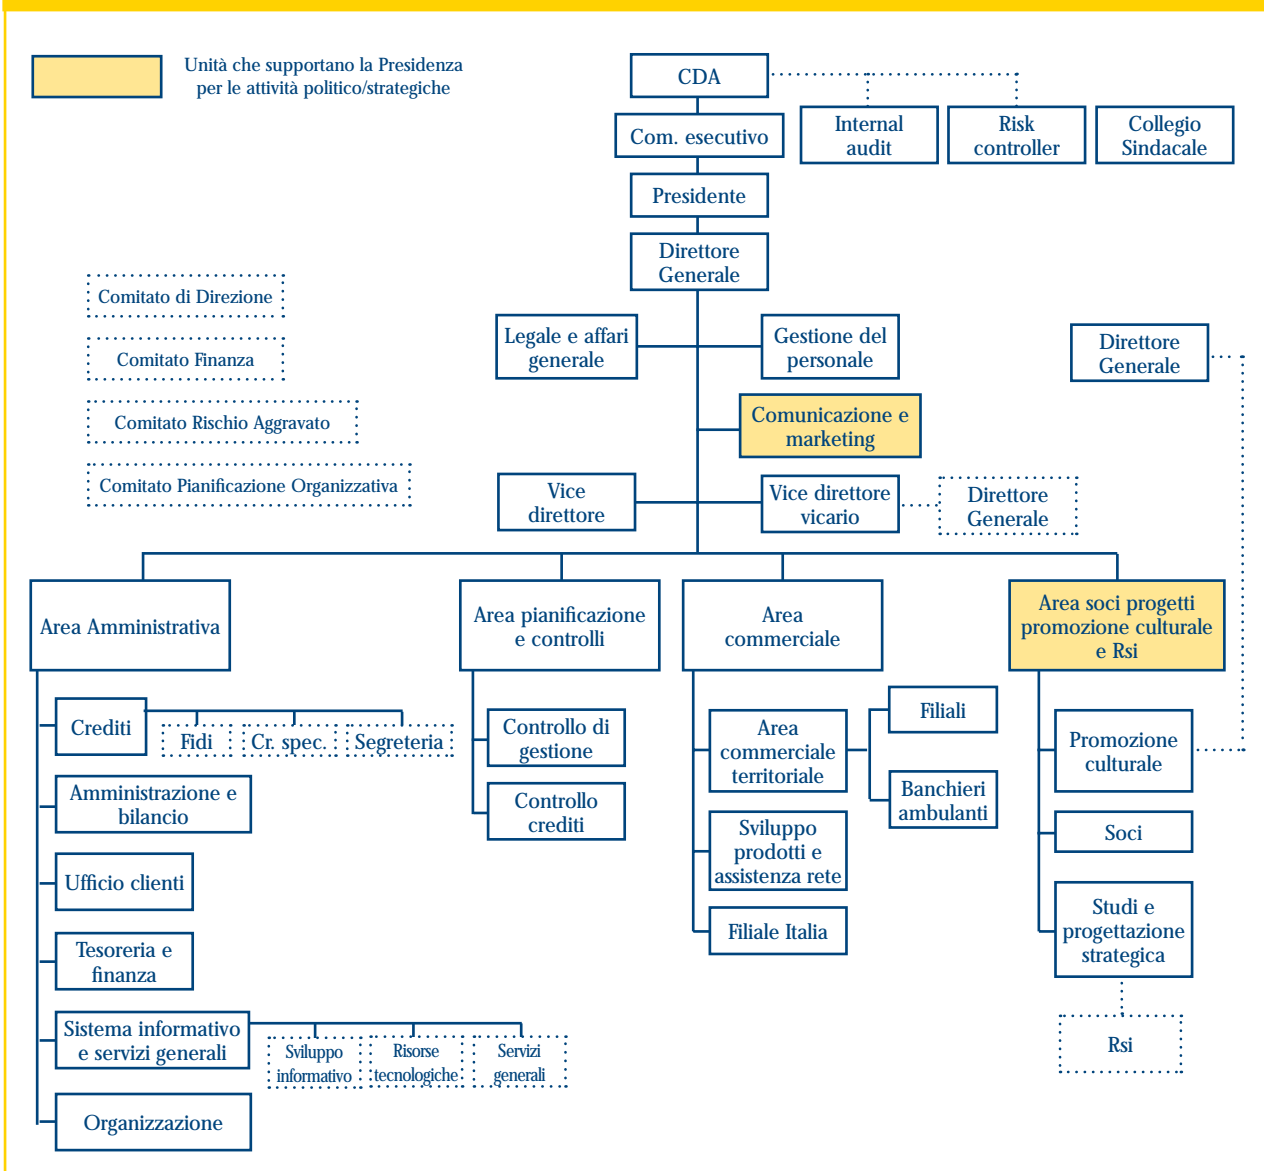 Unità che supportano la Presidenza
per le attività politico/strategiche
CDA
Internal
audit
Risk
controller
Collegio
Sindacale
Com. esecutivo
Presidente
Direttore
Generale
Comitato di Direzione
Comitato Finanza
Comitato Rischio Aggravato
Comitato Pianificazione Organizzativa
Legale e affari
generale
Gestione del
personale
Direttore
Generale
Comunicazione e
marketing
Vice
direttore
Vice direttore
vicario
Direttore
Generale
Area Amministrativa
Area pianificazione
e controlli
Area
commerciale
Area soci progetti
promozione culturale
e Rsi
Crediti
Fidi
Cr. spec.
Segreteria
Amministrazione e
bilancio
Ufficio clienti
Tesoreria e
finanza
Sistema informativo
e servizi generali
Sviluppo
informativo
Risorse
tecnologiche
Servizi
generali
Organizzazione
Controllo di
gestione
Controllo
crediti
Area
commerciale
territoriale
Filiali
Banchieri
ambulanti
Sviluppo
prodotti e
assistenza rete
Filiale Italia
Promozione
culturale
Soci
Studi e
progettazione
strategica
Rsi